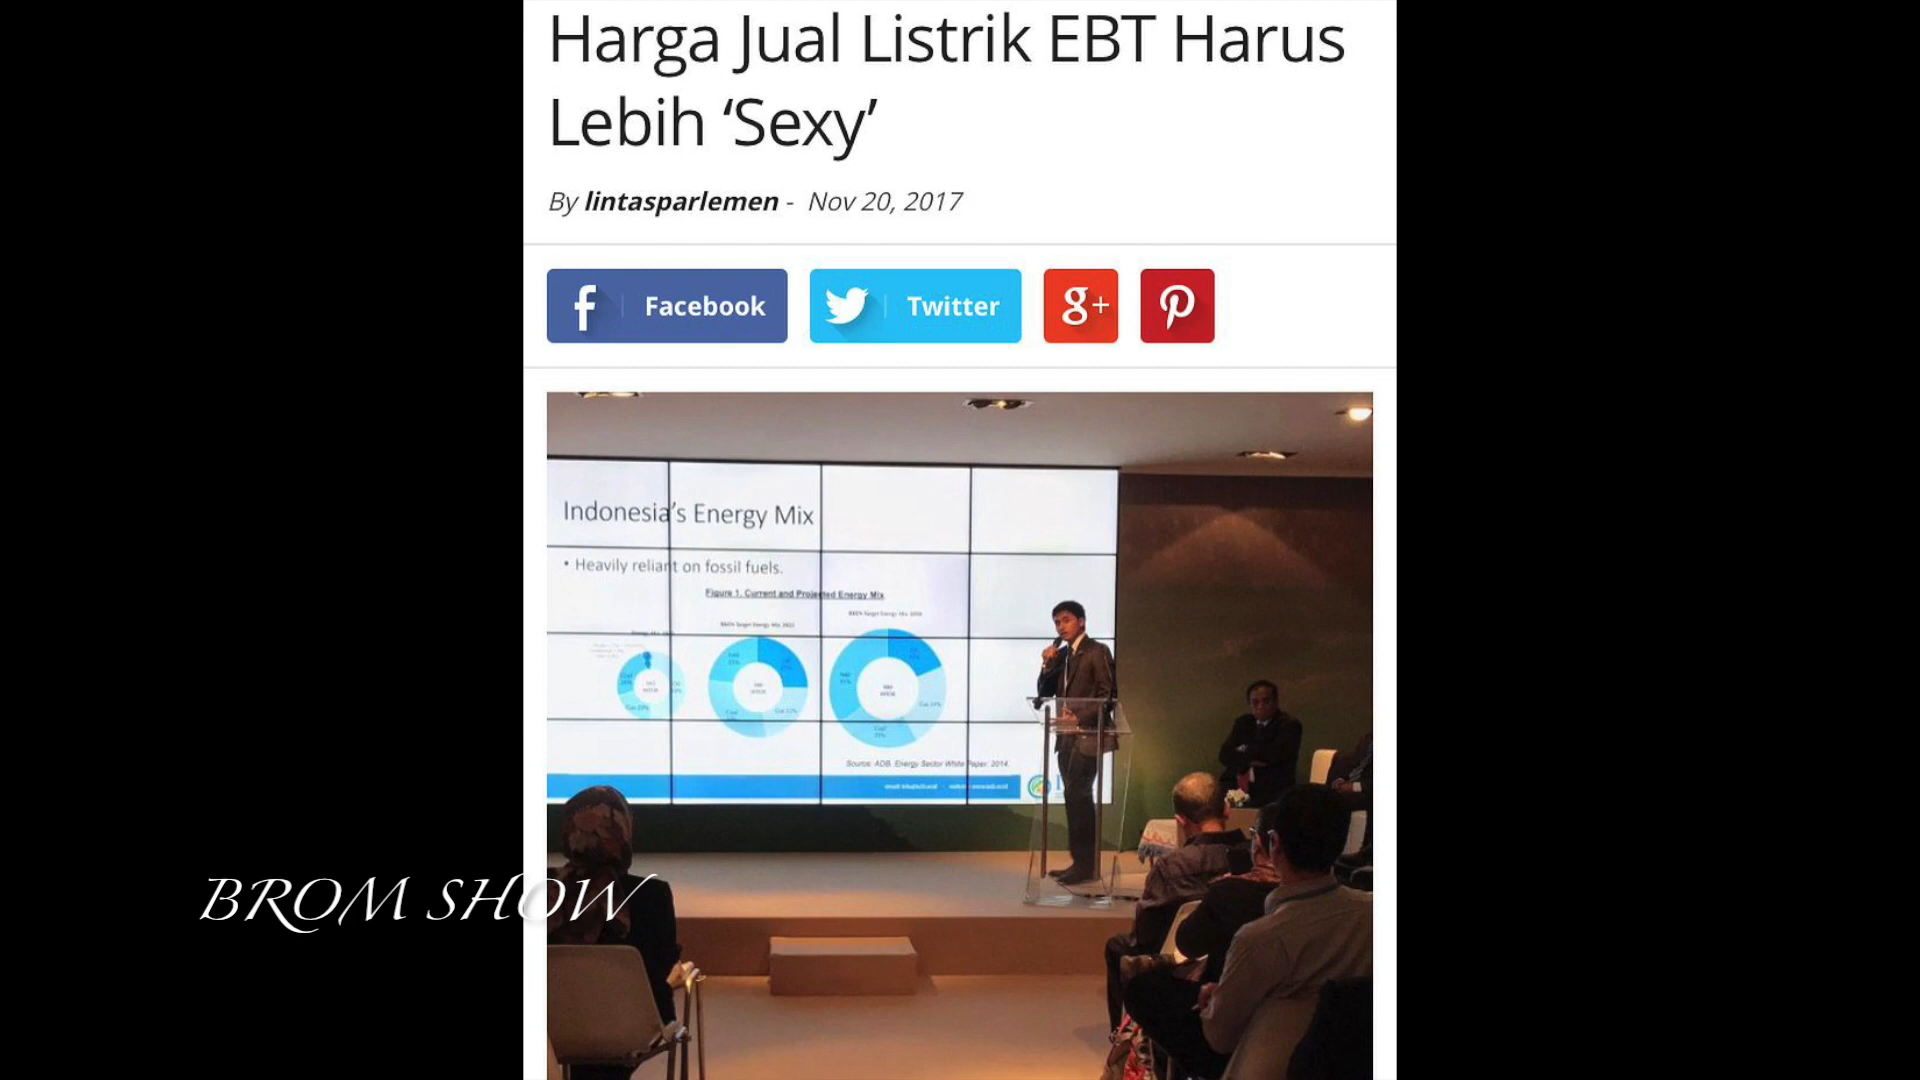 Harga Jual Listrik EBT Harus
Lebih ‘Sexy’
By lintasparlemen - Nov 20, 2017
Facebook
Twitter
g+
Indonesia's Energy Mix
• Heavily reliant on fossil fuels.
Figure 1. Current and Projected Energy Mix
Source: ADB, Energy Sector White Paper, 2014.
BROM SHOW